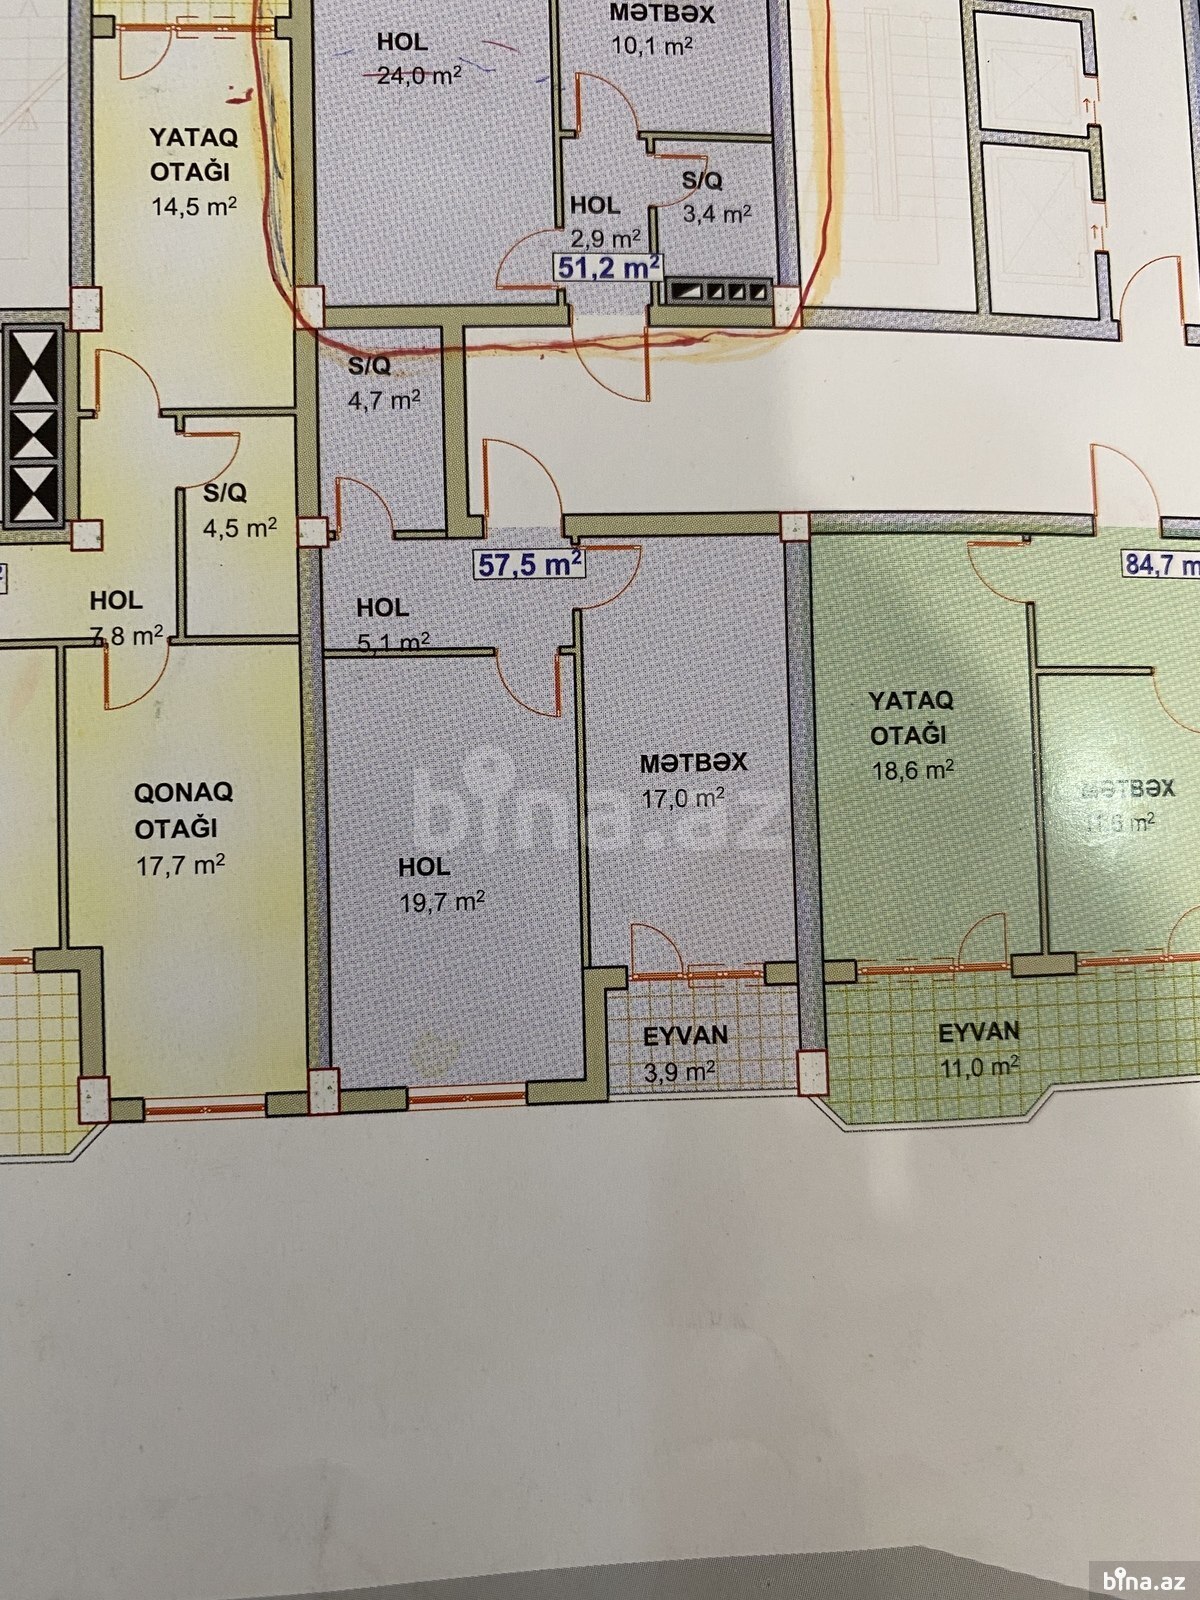 HOL
24,0 m²
MƏTBƏX
10,1 m²
YATAQ
OTAĞI
14,5 m²
S/Q
3,4 m²
HOL
2,9 m²
51,2 m²
S/Q
4,7 m²
S/Q
4,5 m²
57,5 m²
84,7 m
HOL
7,8 m²
HOL
5,1 m²
YATAQ
OTAĞI
18,6 m²
MƏTBƏX
17,0 m²
MƏTBƏX
m²
QONAQ
OTAĞI
17,7 m²
bina.az
HOL
19,7 m²
EYVAN
3,9 m²
EYVAN
11,0 m²
bina.az